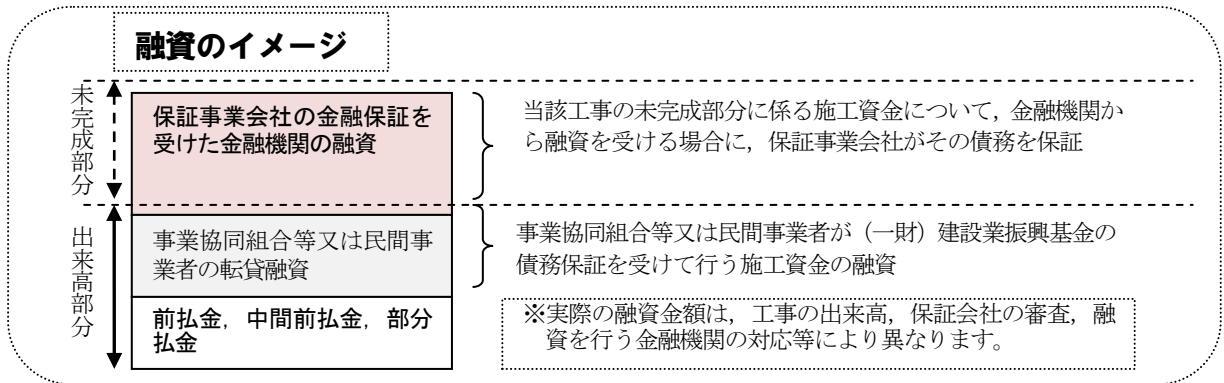 融資のイメージ
未完成部分
保証事業会社の金融保証を
受けた金融機関の融資
当該工事の未完成部分に係る施工資金について，金融機関か
ら融資を受ける場合に，保証事業会社がその債務を保証
出来高部分
事業協同組合等又は民間事
業者の転貸融資
事業協同組合等又は民間事業者が（一財）建設業振興基金の
債務保証を受けて行う施工資金の融資
前払金，中間前払金，部分
払金
※実際の融資金額は，工事の出来高，保証会社の審査，融
資を行う金融機関の対応等により異なります。